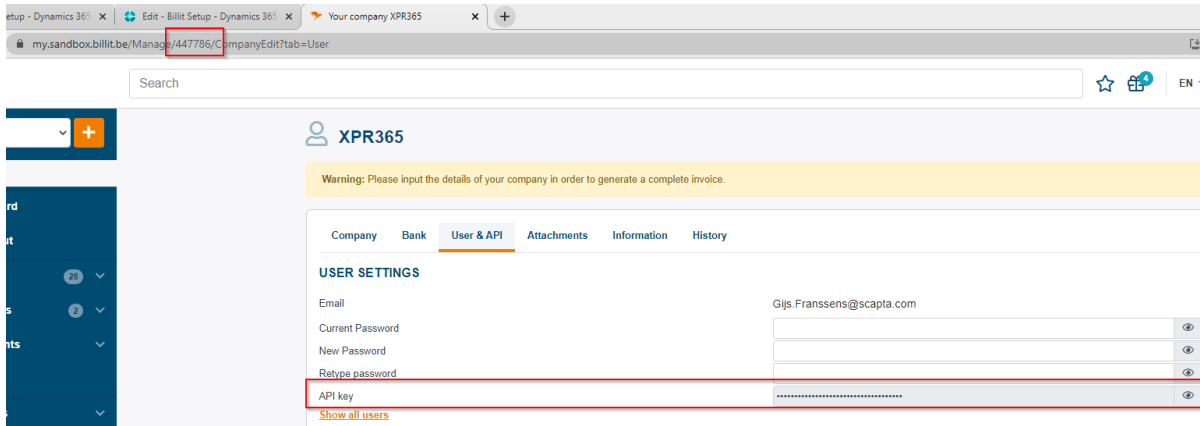 etup - Dynamics 365 Edit - Billit Setup - Dynamics 365 Your company XPR365
my.sandbox.billit.be/Manage/447786/CompanyEdit?tab=User
Search 4 EN
XPR365
Warning: Please input the details of your company in order to generate a complete invoice.
rd
ut
28
s 2
nts
s
Company Bank User & API Attachments Information History
USER SETTINGS
Email Gijs.Franssens@scapta.com
Current Password
New Password
Retype password
API key
Show all users